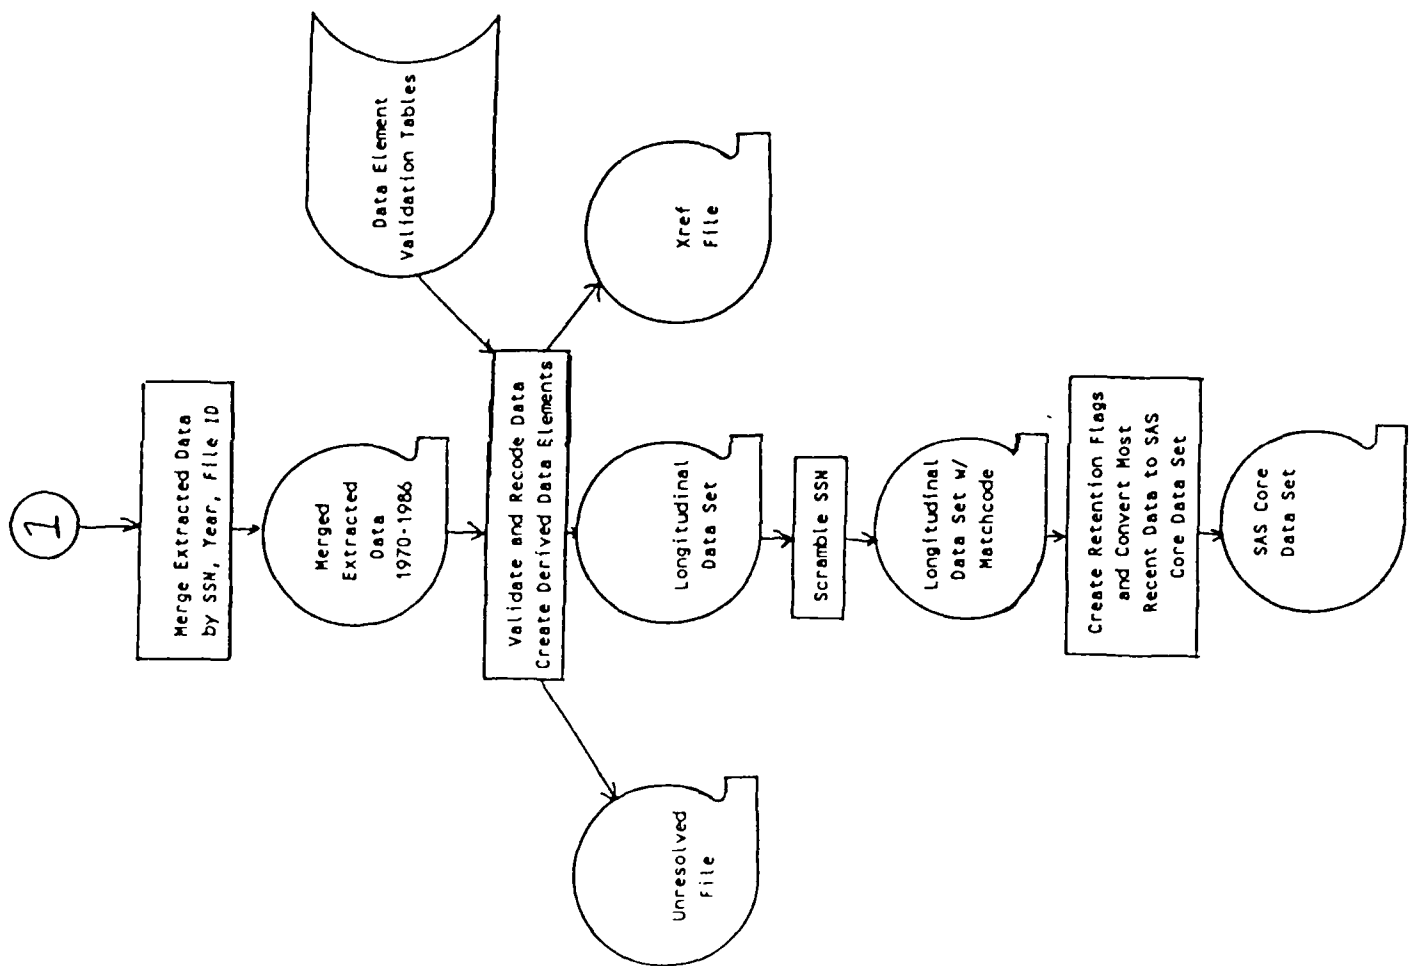 1
Merge Extracted Data
by SSN, Year, File ID
Merged
Extracted
Data
1970-1986
Data Element
Validation Tables
Validate and Recode Data
Create Derived Data Elements
Unresolved
File
Longitudinal
Data Set
Xref
File
Scramble SSN
Longitudinal
Data Set w/
Matchcode
Create Retention Flags
and Convert Most
Recent Data to SAS
Core Data Set
SAS Core
Data Set